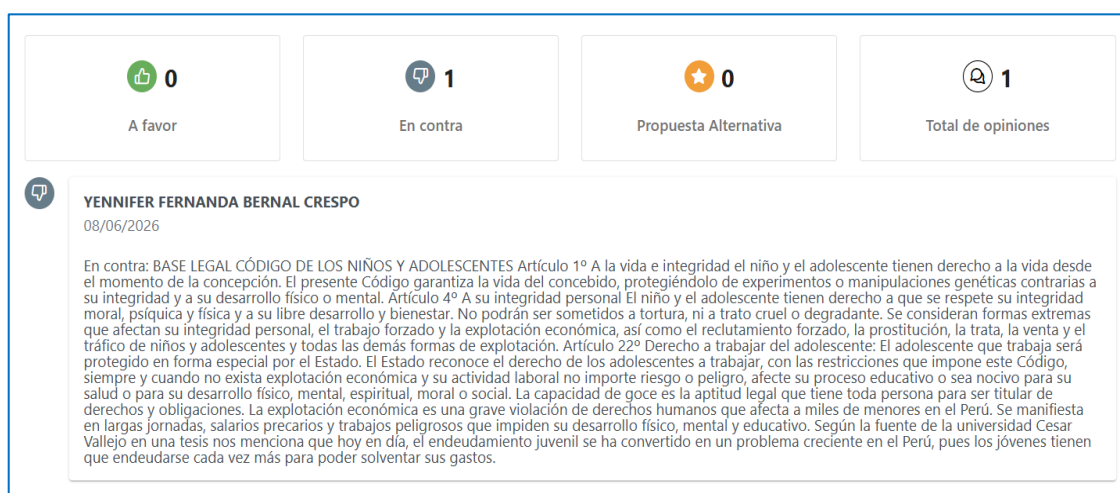 0
A favor
1
En contra
0
Propuesta Alternativa
1
Total de opiniones
YENNIFER FERNANDA BERNAL CRESPO
08/06/2026
En contra: BASE LEGAL CÓDIGO DE LOS NIÑOS Y ADOLESCENTES Artículo 1º A la vida e integridad el niño y el adolescente tienen derecho a la vida desde
el momento de la concepción. El presente Código garantiza la vida del concebido, protegiéndolo de experimentos o manipulaciones genéticas contrarias a
su integridad y a su desarrollo físico o mental. Artículo 4º A su integridad personal El niño y el adolescente tienen derecho a que se respete su integridad
moral, psíquica y física y a su libre desarrollo y bienestar. No podrán ser sometidos a tortura, ni a trato cruel o degradante. Se consideran formas extremas
que afectan su integridad personal, el trabajo forzado y la explotación económica, así como el reclutamiento forzado, la prostitución, la trata, la venta y el
tráfico de niños y adolescentes y todas las demás formas de explotación. Artículo 22º Derecho a trabajar del adolescente: El adolescente que trabaja será
protegido en forma especial por el Estado. El Estado reconoce el derecho de los adolescentes a trabajar, con las restricciones que impone este Código,
siempre y cuando no exista explotación económica y su actividad laboral no importe riesgo o peligro, afecte su proceso educativo o sea nocivo para su
salud o para su desarrollo físico, mental, espiritual, moral o social. La capacidad de goce es la aptitud legal que tiene toda persona para ser titular de
derechos y obligaciones. La explotación económica es una grave violación de derechos humanos que afecta a miles de menores en el Perú. Se manifiesta
en largas jornadas, salarios precarios y trabajos peligrosos que impiden su desarrollo físico, mental y educativo. Según la fuente de la universidad Cesar
Vallejo en una tesis nos menciona que hoy en día, el endeudamiento juvenil se ha convertido en un problema creciente en el Perú, pues los jóvenes tienen
que endeudarse cada vez más para poder solventar sus gastos.